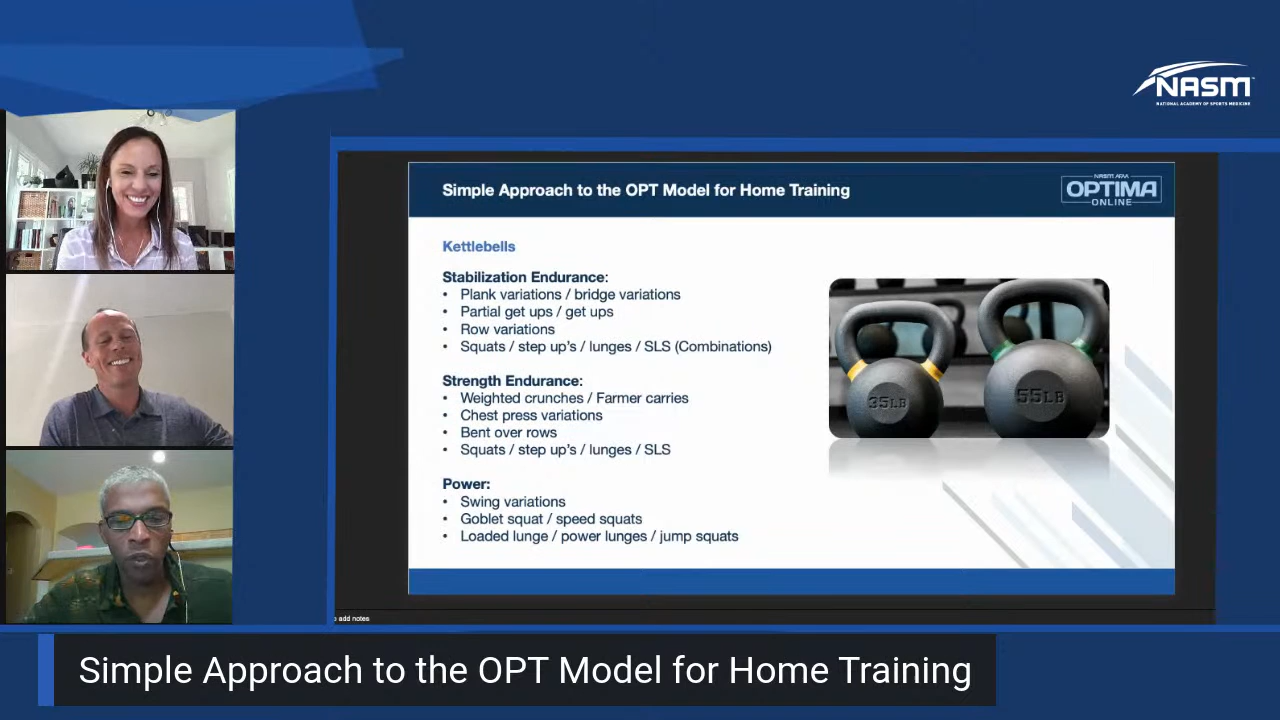 NASM
NATIONAL ACADEMY OF SPORTS MEDICINE
Simple Approach to the OPT Model for Home Training
NASM AFAA
OPTIMA
ONLINE
Kettlebells
Stabilization Endurance:
• Plank variations / bridge variations
• Partial get ups / get ups
• Row variations
• Squats / step up's / lunges / SLS (Combinations)
Strength Endurance:
• Weighted crunches / Farmer carries
• Chest press variations
• Bent over rows
• Squats / step up's / lunges / SLS
Power:
• Swing variations
• Goblet squat / speed squats
• Loaded lunge / power lunges / jump squats
35LB
55LB
add notes
Simple Approach to the OPT Model for Home Training